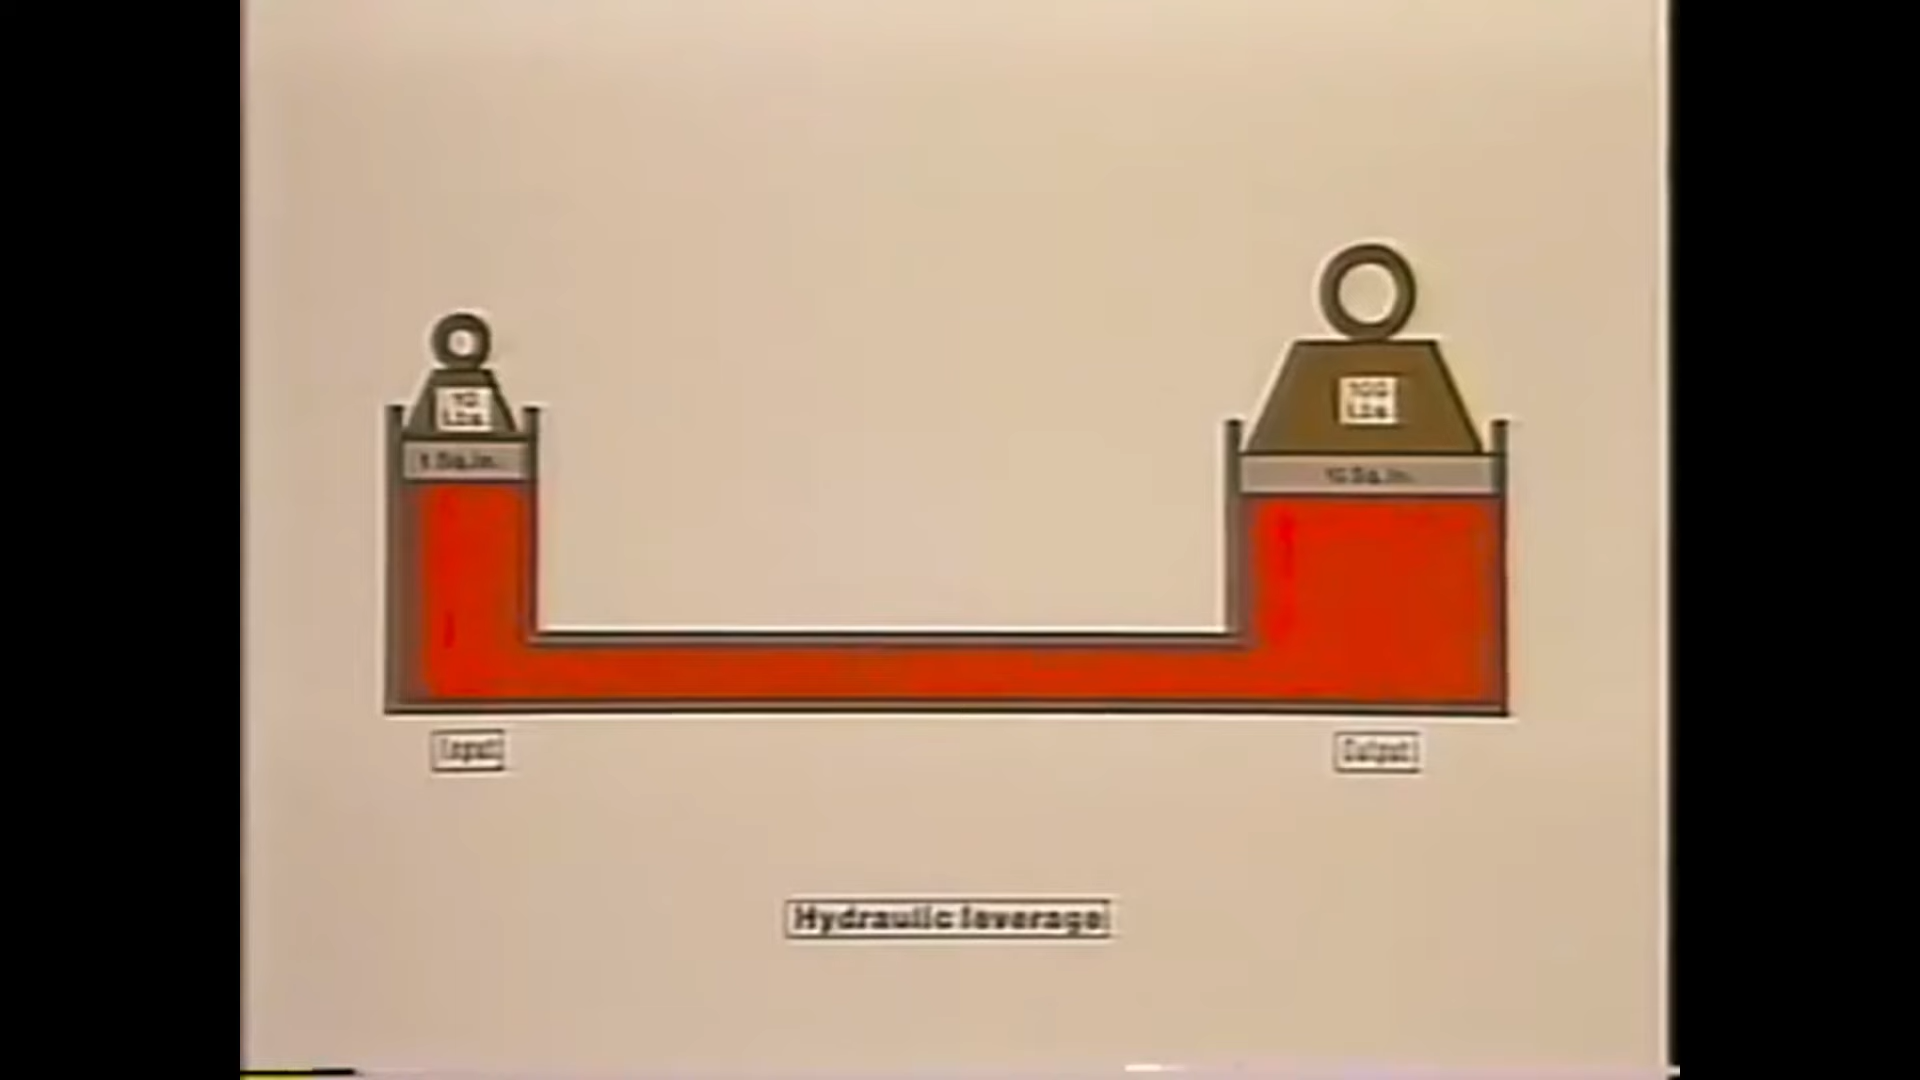 10
Lbs
100
Lbs
1 Sq.in.
10 Sq.in.
Input
Output
Hydraulic leverage